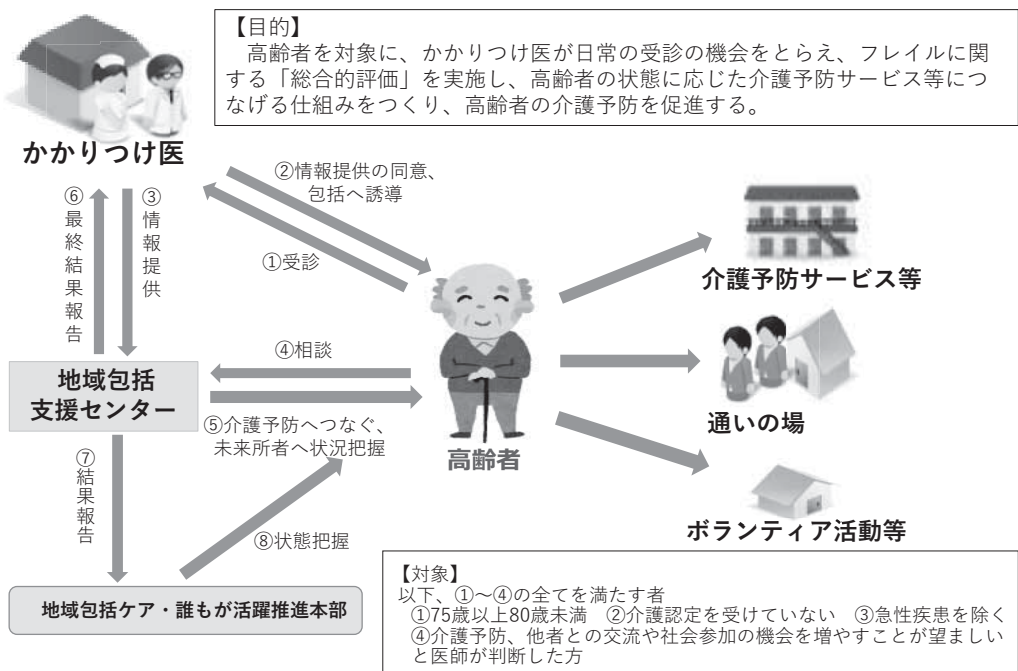 【目的】
高齢者を対象に、かかりつけ医が日常の受診の機会をとらえ、フレイルに関
する「総合的評価」を実施し、高齢者の状態に応じた介護予防サービス等につ
なげる仕組みをつくり、高齢者の介護予防を促進する。
かかりつけ医
②情報提供の同意、
包括へ誘導
①受診
⑥最終結果報告
③情報提供
④相談
地域包括
支援センター
⑤介護予防へつなぐ、
未来所者へ状況把握
高齢者
介護予防サービス等
通いの場
ボランティア活動等
⑦結果報告
⑧状態把握
地域包括ケア・誰もが活躍推進本部
【対象】
以下、①～④の全てを満たす者
①75歳以上80歳未満　②介護認定を受けていない　③急性疾患を除く
④介護予防、他者との交流や社会参加の機会を増やすことが望ましい
と医師が判断した方